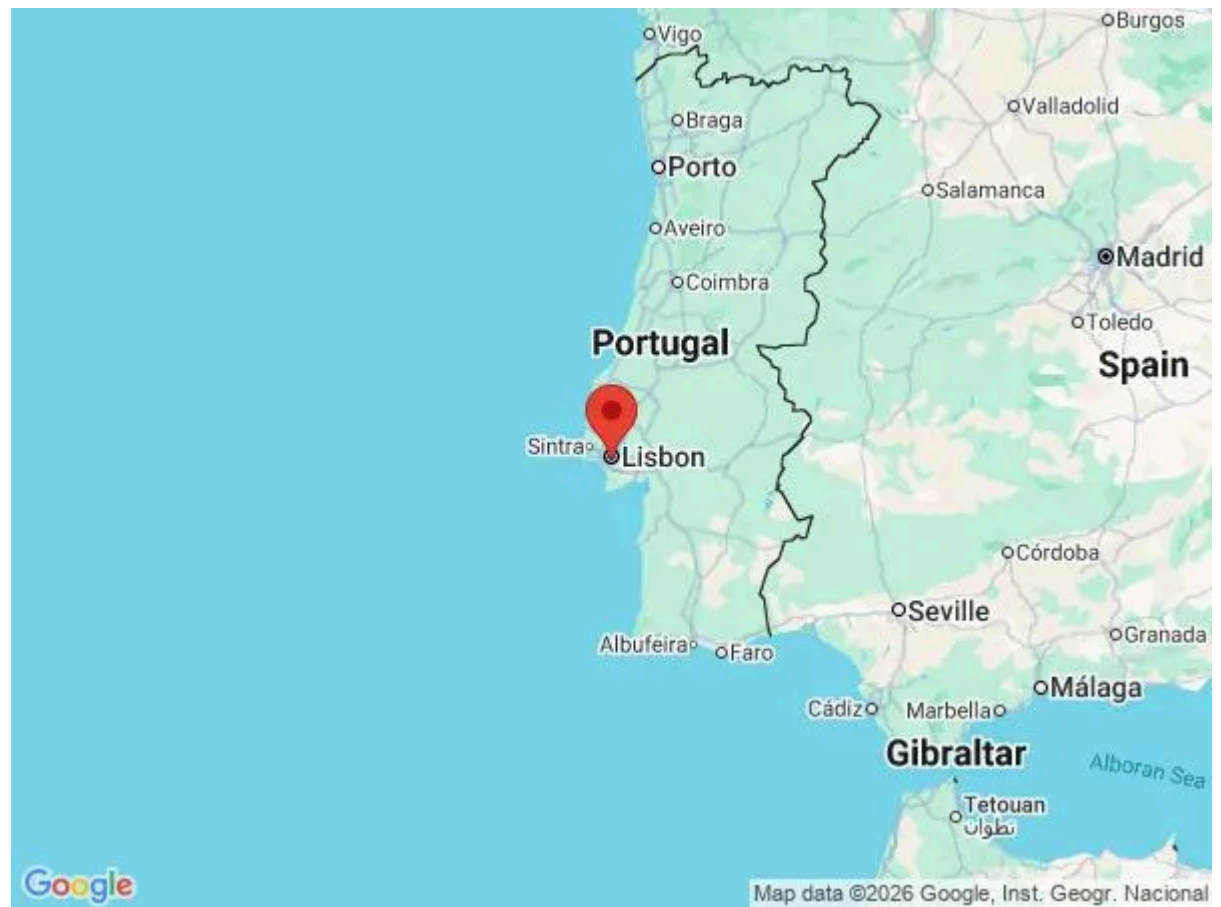 Burgos
Vigo
Valladolid
Braga
Porto
Salamanca
Aveiro
Madrid
Coimbra
Toledo
Portugal
Spain
Sintra
Lisbon
Córdoba
Seville
Granada
Albufeira
Faro
Málaga
Cádiz
Marbella
Gibraltar
Alboran Sea
Tetouan
تطوان
Google
Map data ©2026 Google, Inst. Geogr. Nacional